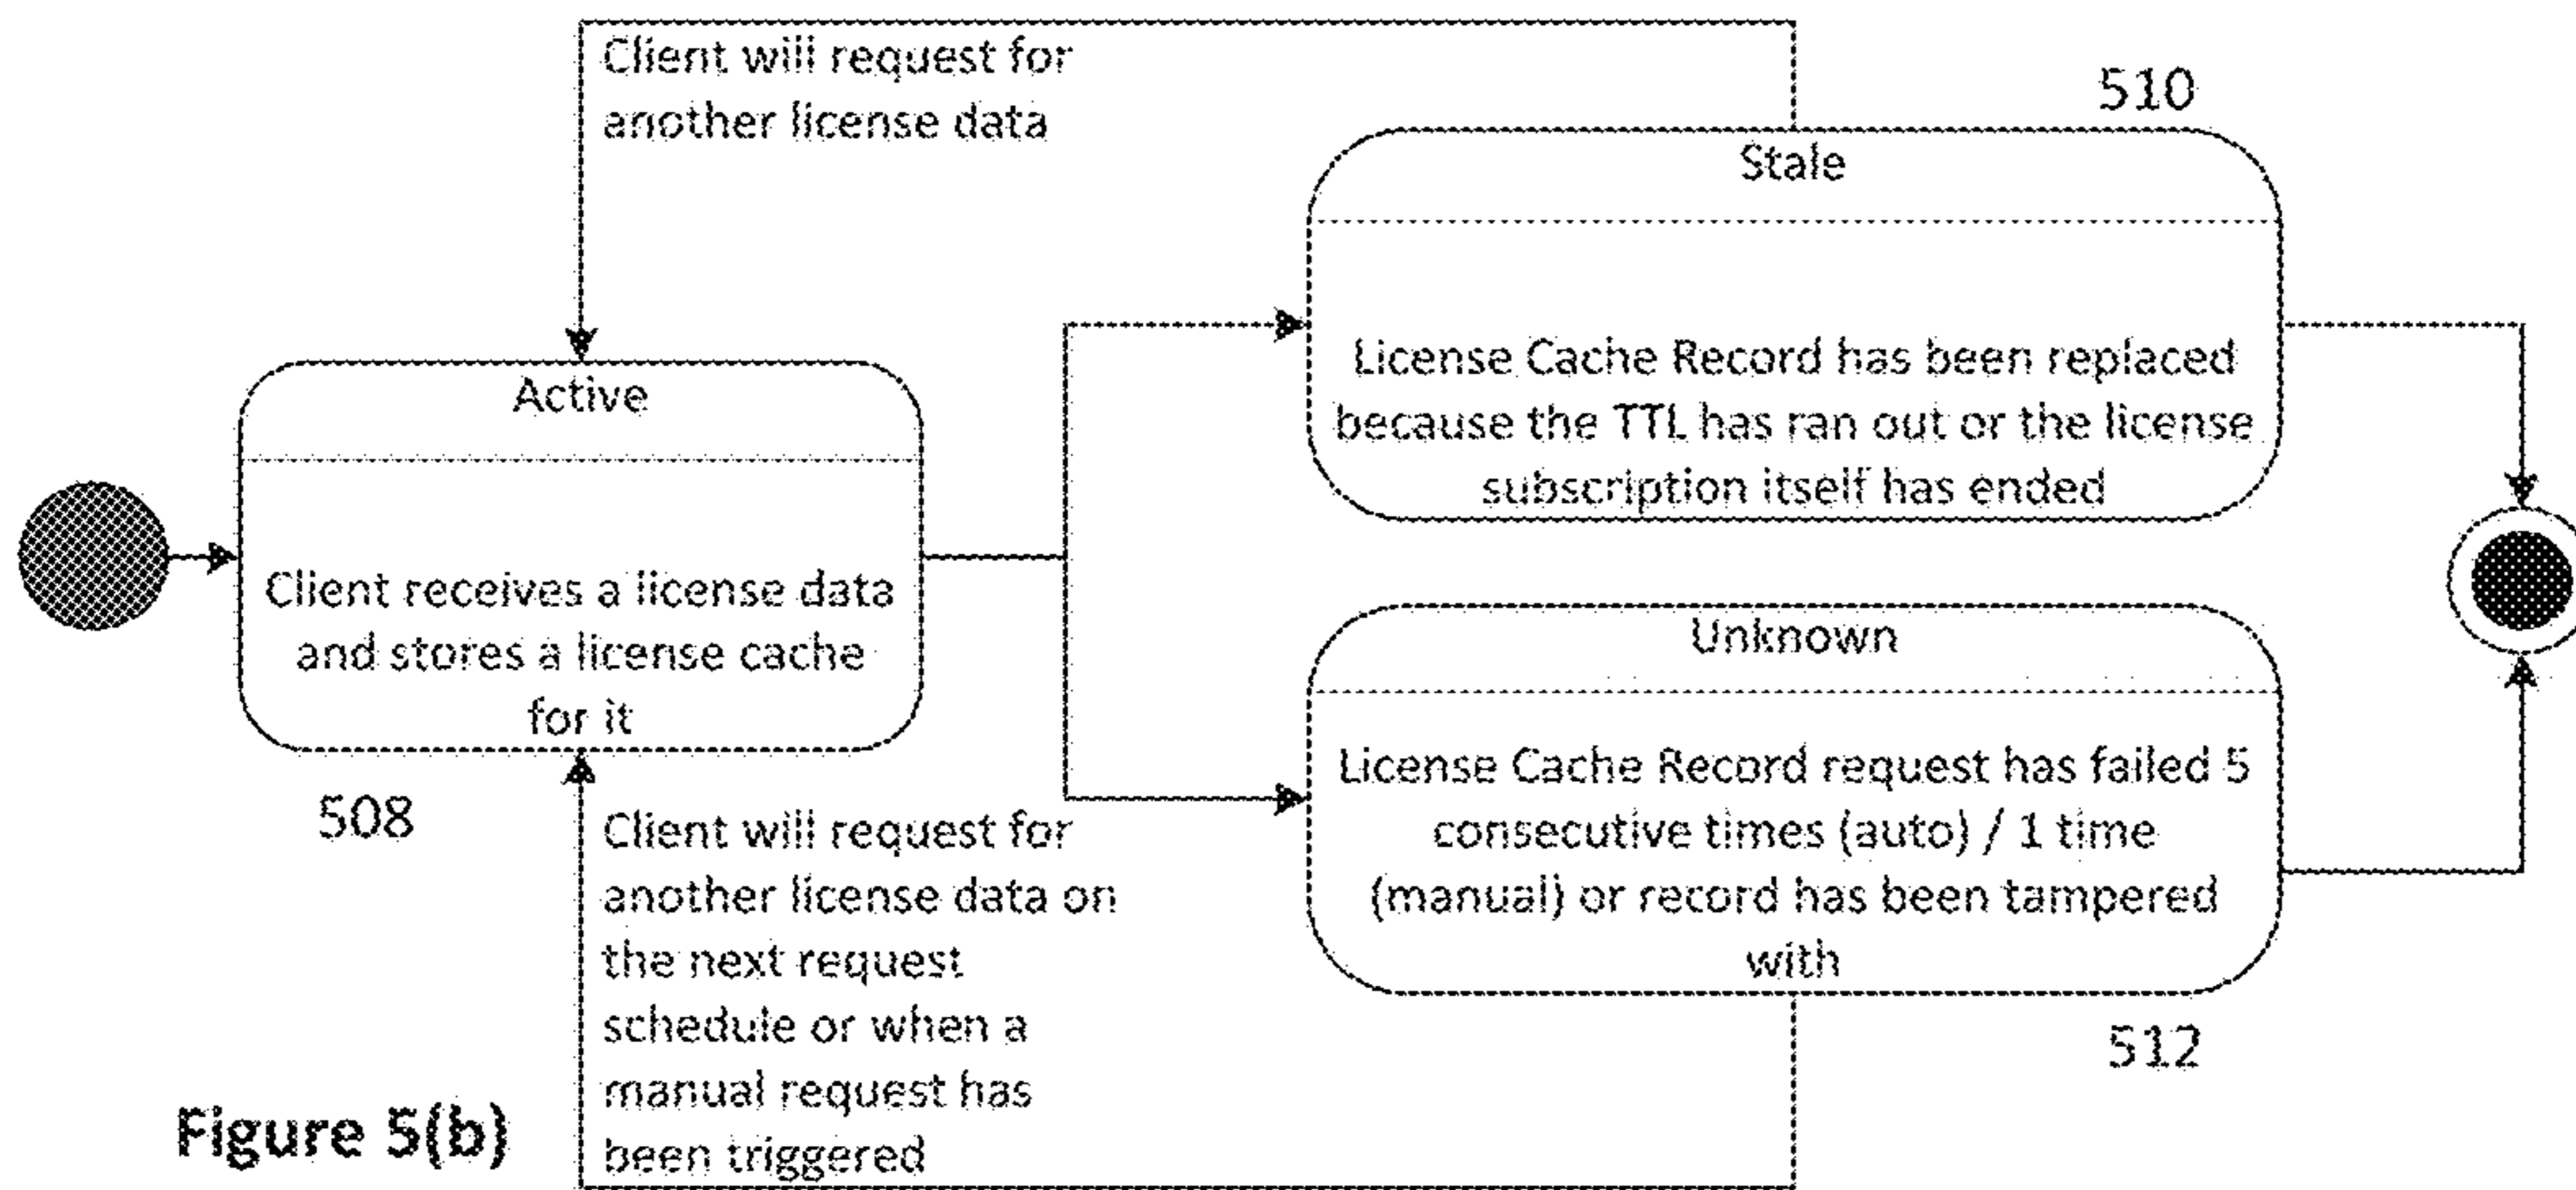 Client will request for
another license data
510
Stale
License Cache Record has been replaced
because the TTL has ran out or the license
subscription itself has ended
Active
Client receives a license data
and stores a license cache
for it
508
Unknown
License Cache Record request has failed 5
consecutive times (auto) / 1 time
(manual) or record has been tampered
with
512
Client will request for
another license data on
the next request
schedule or when a
manual request has
been triggered
Figure 5(b)